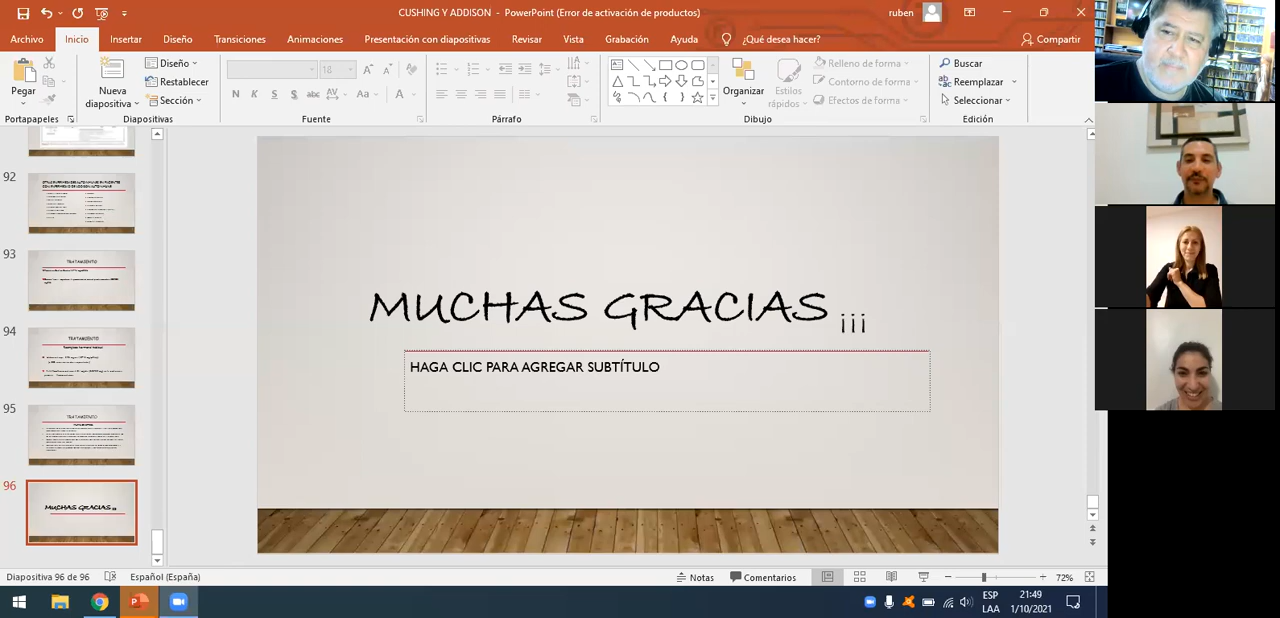 CUSHING Y ADDISON - PowerPoint (Error de activación de productos)
ruben
Archivo Inicio Insertar Diseño Transiciones Animaciones Presentación con diapositivas Revisar Vista Grabación Ayuda ¿Qué desea hacer? Compartir
Pegar
Nueva diapositiva
Diseño
Restablecer
Sección
18
N K S S abc AV Aa A
Organizar
Estilos rápidos
Relleno de forma
Contorno de forma
Efectos de forma
Buscar
Reemplazar
Seleccionar
Portapapeles Diapositivas Fuente Párrafo Dibujo Edición
92
93
TRATAMIENTO
94
TRATAMIENTO
95
TRATAMIENTO
96
MUCHAS GRACIAS ¡¡¡
MUCHAS GRACIAS ¡¡¡
HAGA CLIC PARA AGREGAR SUBTÍTULO
Diapositiva 96 de 96 Español (España) Notas Comentarios 72%
ESP
LAA
21:49
1/10/2021